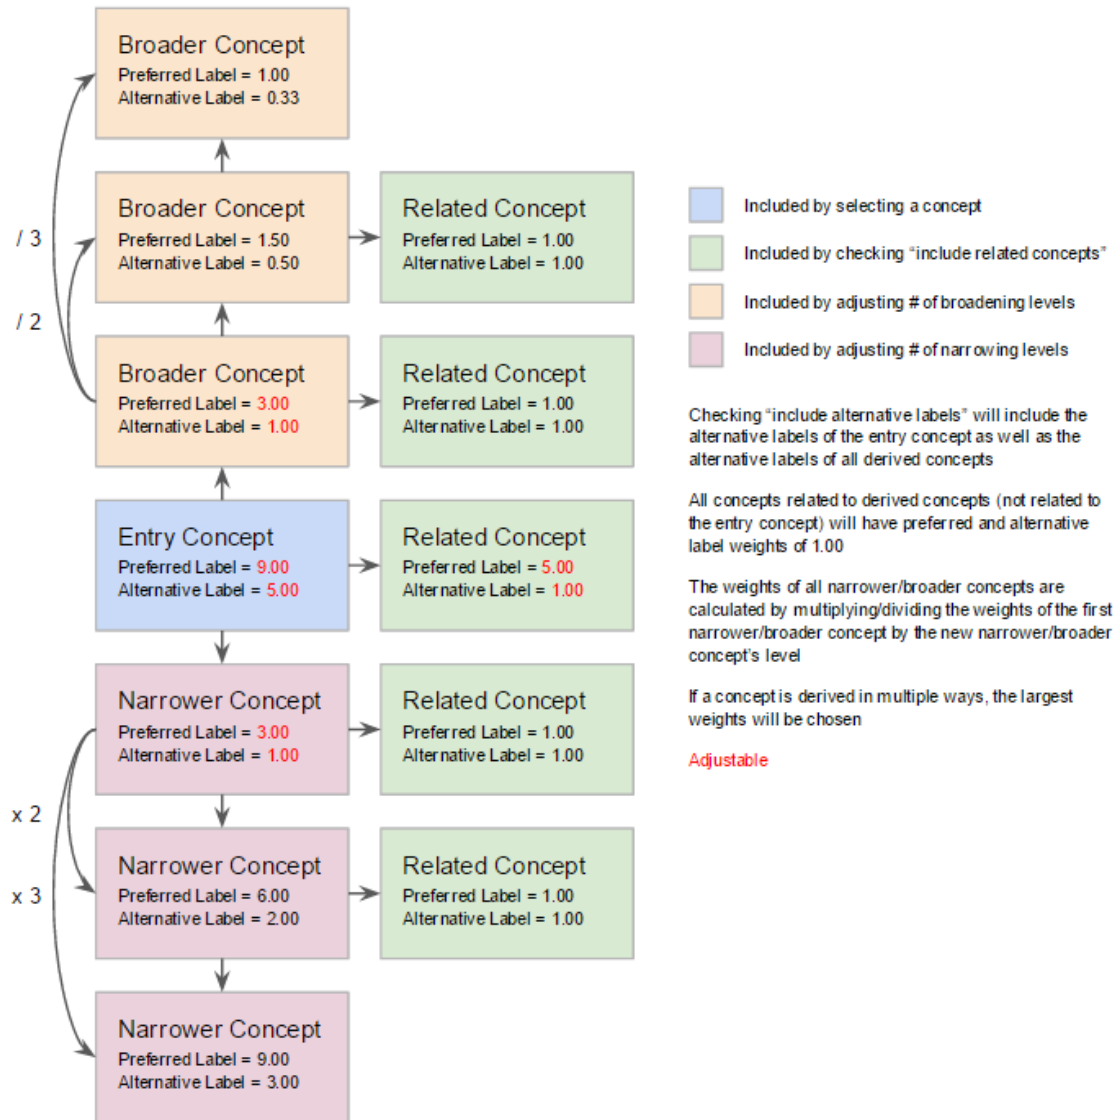 Broader Concept
Preferred Label = 1.00
Alternative Label = 0.33
Broader Concept
Preferred Label = 1.50
Alternative Label = 0.50
Related Concept
Preferred Label = 1.00
Alternative Label = 1.00
/ 3
/ 2
Broader Concept
Preferred Label = 3.00
Alternative Label = 1.00
Related Concept
Preferred Label = 1.00
Alternative Label = 1.00
Entry Concept
Preferred Label = 9.00
Alternative Label = 5.00
Related Concept
Preferred Label = 5.00
Alternative Label = 1.00
Narrower Concept
Preferred Label = 3.00
Alternative Label = 1.00
Related Concept
Preferred Label = 1.00
Alternative Label = 1.00
x 2
x 3
Narrower Concept
Preferred Label = 6.00
Alternative Label = 2.00
Related Concept
Preferred Label = 1.00
Alternative Label = 1.00
Narrower Concept
Preferred Label = 9.00
Alternative Label = 3.00
Included by selecting a concept
Included by checking “include related concepts”
Included by adjusting # of broadening levels
Included by adjusting # of narrowing levels
Checking “include alternative labels” will include the
alternative labels of the entry concept as well as the
alternative labels of all derived concepts
All concepts related to derived concepts (not related to
the entry concept) will have preferred and alternative
label weights of 1.00
The weights of all narrower/broader concepts are
calculated by multiplying/dividing the weights of the first
narrower/broader concept by the new narrower/broader
concept's level
If a concept is derived in multiple ways, the largest
weights will be chosen
Adjustable